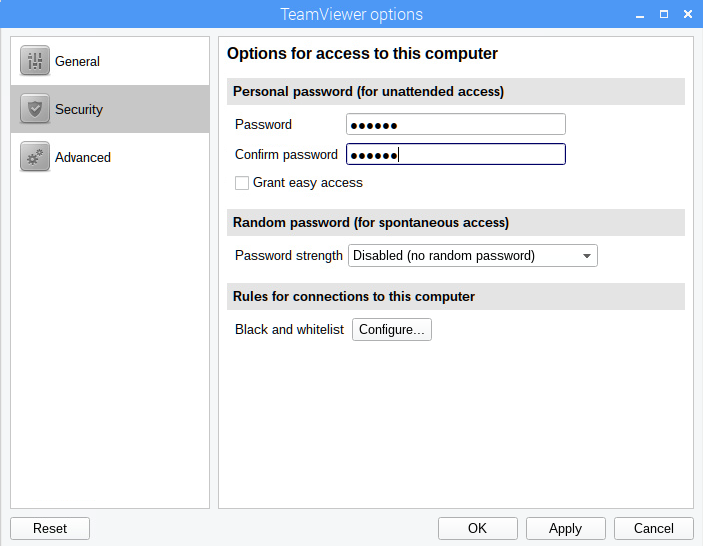 TeamViewer options
General
Security
Advanced
Options for access to this computer
Personal password (for unattended access)
Password ●●●●●●
Confirm password ●●●●●●
Grant easy access
Random password (for spontaneous access)
Password strength Disabled (no random password)
Rules for connections to this computer
Black and whitelist Configure...
Reset OK Apply Cancel